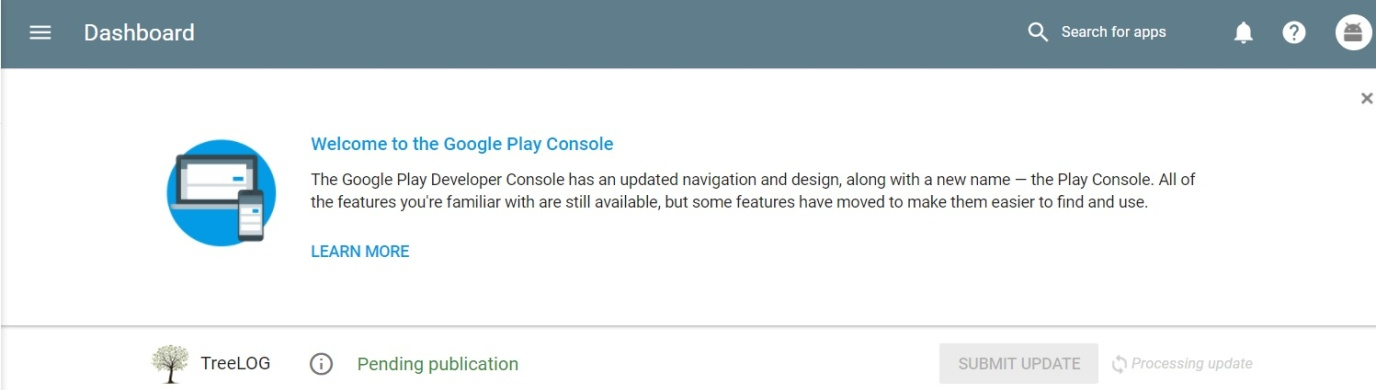 Dashboard
Search for apps
Welcome to the Google Play Console
The Google Play Developer Console has an updated navigation and design, along with a new name — the Play Console. All of
the features you're familiar with are still available, but some features have moved to make them easier to find and use.
LEARN MORE
TreeLOG
Pending publication
SUBMIT UPDATE
Processing update